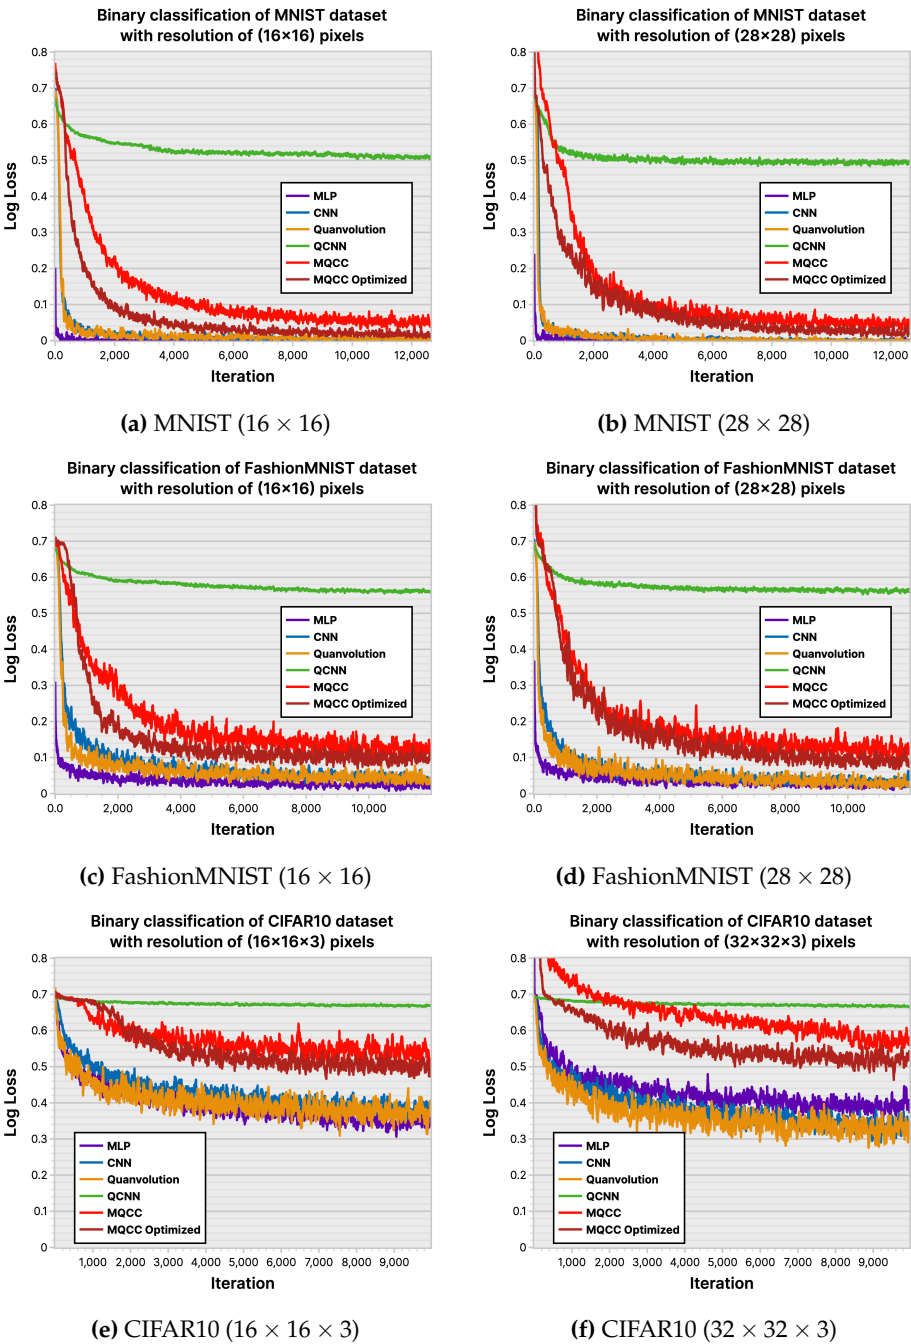 Binary classification of MNIST dataset
with resolution of (16×16) pixels
Log Loss
0.8
0.7
0.6
0.5
0.4
0.3
0.2
0.1
0
MLP
CNN
Quanvolution
QCNN
MQCC
MQCC Optimized
0.0 2,000 4,000 6,000 8,000 10,000 12,000
Iteration
(a) MNIST (16 × 16)
Binary classification of MNIST dataset
with resolution of (28×28) pixels
Log Loss
0.8
0.7
0.6
0.5
0.4
0.3
0.2
0.1
0
MLP
CNN
Quanvolution
QCNN
MQCC
MQCC Optimized
0.0 2,000 4,000 6,000 8,000 10,000 12,000
Iteration
(b) MNIST (28 × 28)
Binary classification of FashionMNIST dataset
with resolution of (16×16) pixels
Log Loss
0.8
0.7
0.6
0.5
0.4
0.3
0.2
0.1
0
MLP
CNN
Quanvolution
QCNN
MQCC
MQCC Optimized
0.0 2,000 4,000 6,000 8,000 10,000
Iteration
(c) FashionMNIST (16 × 16)
Binary classification of FashionMNIST dataset
with resolution of (28×28) pixels
Log Loss
0.8
0.7
0.6
0.5
0.4
0.3
0.2
0.1
0
MLP
CNN
Quanvolution
QCNN
MQCC
MQCC Optimized
0.0 2,000 4,000 6,000 8,000 10,000
Iteration
(d) FashionMNIST (28 × 28)
Binary classification of CIFAR10 dataset
with resolution of (16×16×3) pixels
Log Loss
0.8
0.7
0.6
0.5
0.4
0.3
0.2
0.1
0
MLP
CNN
Quanvolution
QCNN
MQCC
MQCC Optimized
1,000 2,000 3,000 4,000 5,000 6,000 7,000 8,000 9,000
Iteration
(e) CIFAR10 (16 × 16 × 3)
Binary classification of CIFAR10 dataset
with resolution of (32×32×3) pixels
Log Loss
0.8
0.7
0.6
0.5
0.4
0.3
0.2
0.1
0
MLP
CNN
Quanvolution
QCNN
MQCC
MQCC Optimized
1,000 2,000 3,000 4,000 5,000 6,000 7,000 8,000 9,000
Iteration
(f) CIFAR10 (32 × 32 × 3)